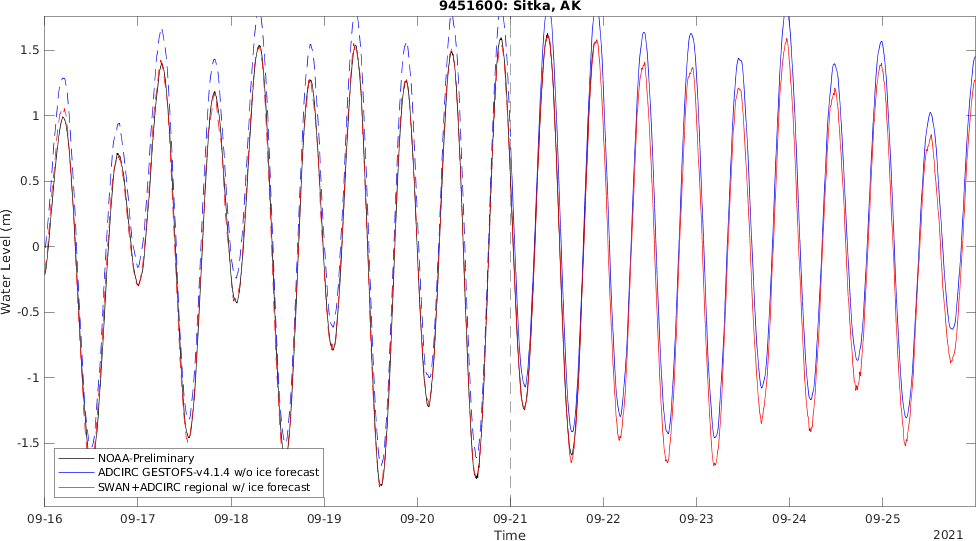 9451600: Sitka, AK
Water Level (m)
1.5
1
0.5
0
-0.5
-1
-1.5
NOAA-Preliminary
ADCIRC GESTOFS-v4.1.4 w/o ice forecast
SWAN+ADCIRC regional w/ ice forecast
09-16 09-17 09-18 09-19 09-20 09-21 09-22 09-23 09-24 09-25
Time
2021